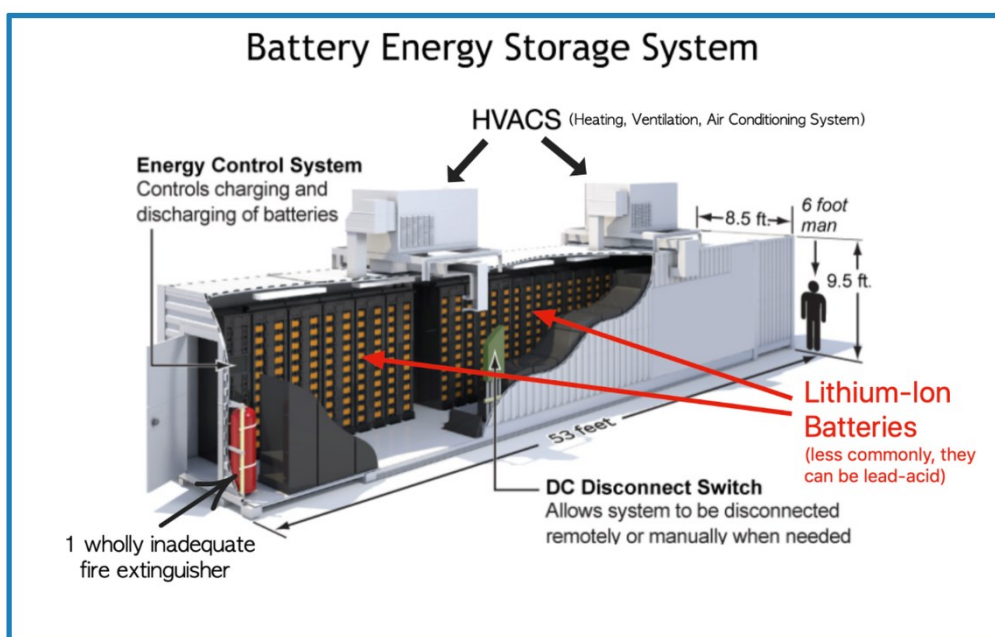 Battery Energy Storage System
HVACS (Heating, Ventilation, Air Conditioning System)
Energy Control System
Controls charging and
discharging of batteries
8.5 ft.
6 foot
man
9.5 ft.
Lithium-Ion
Batteries
(less commonly, they
can be lead-acid)
53 feet
DC Disconnect Switch
Allows system to be disconnected
remotely or manually when needed
1 wholly inadequate
fire extinguisher